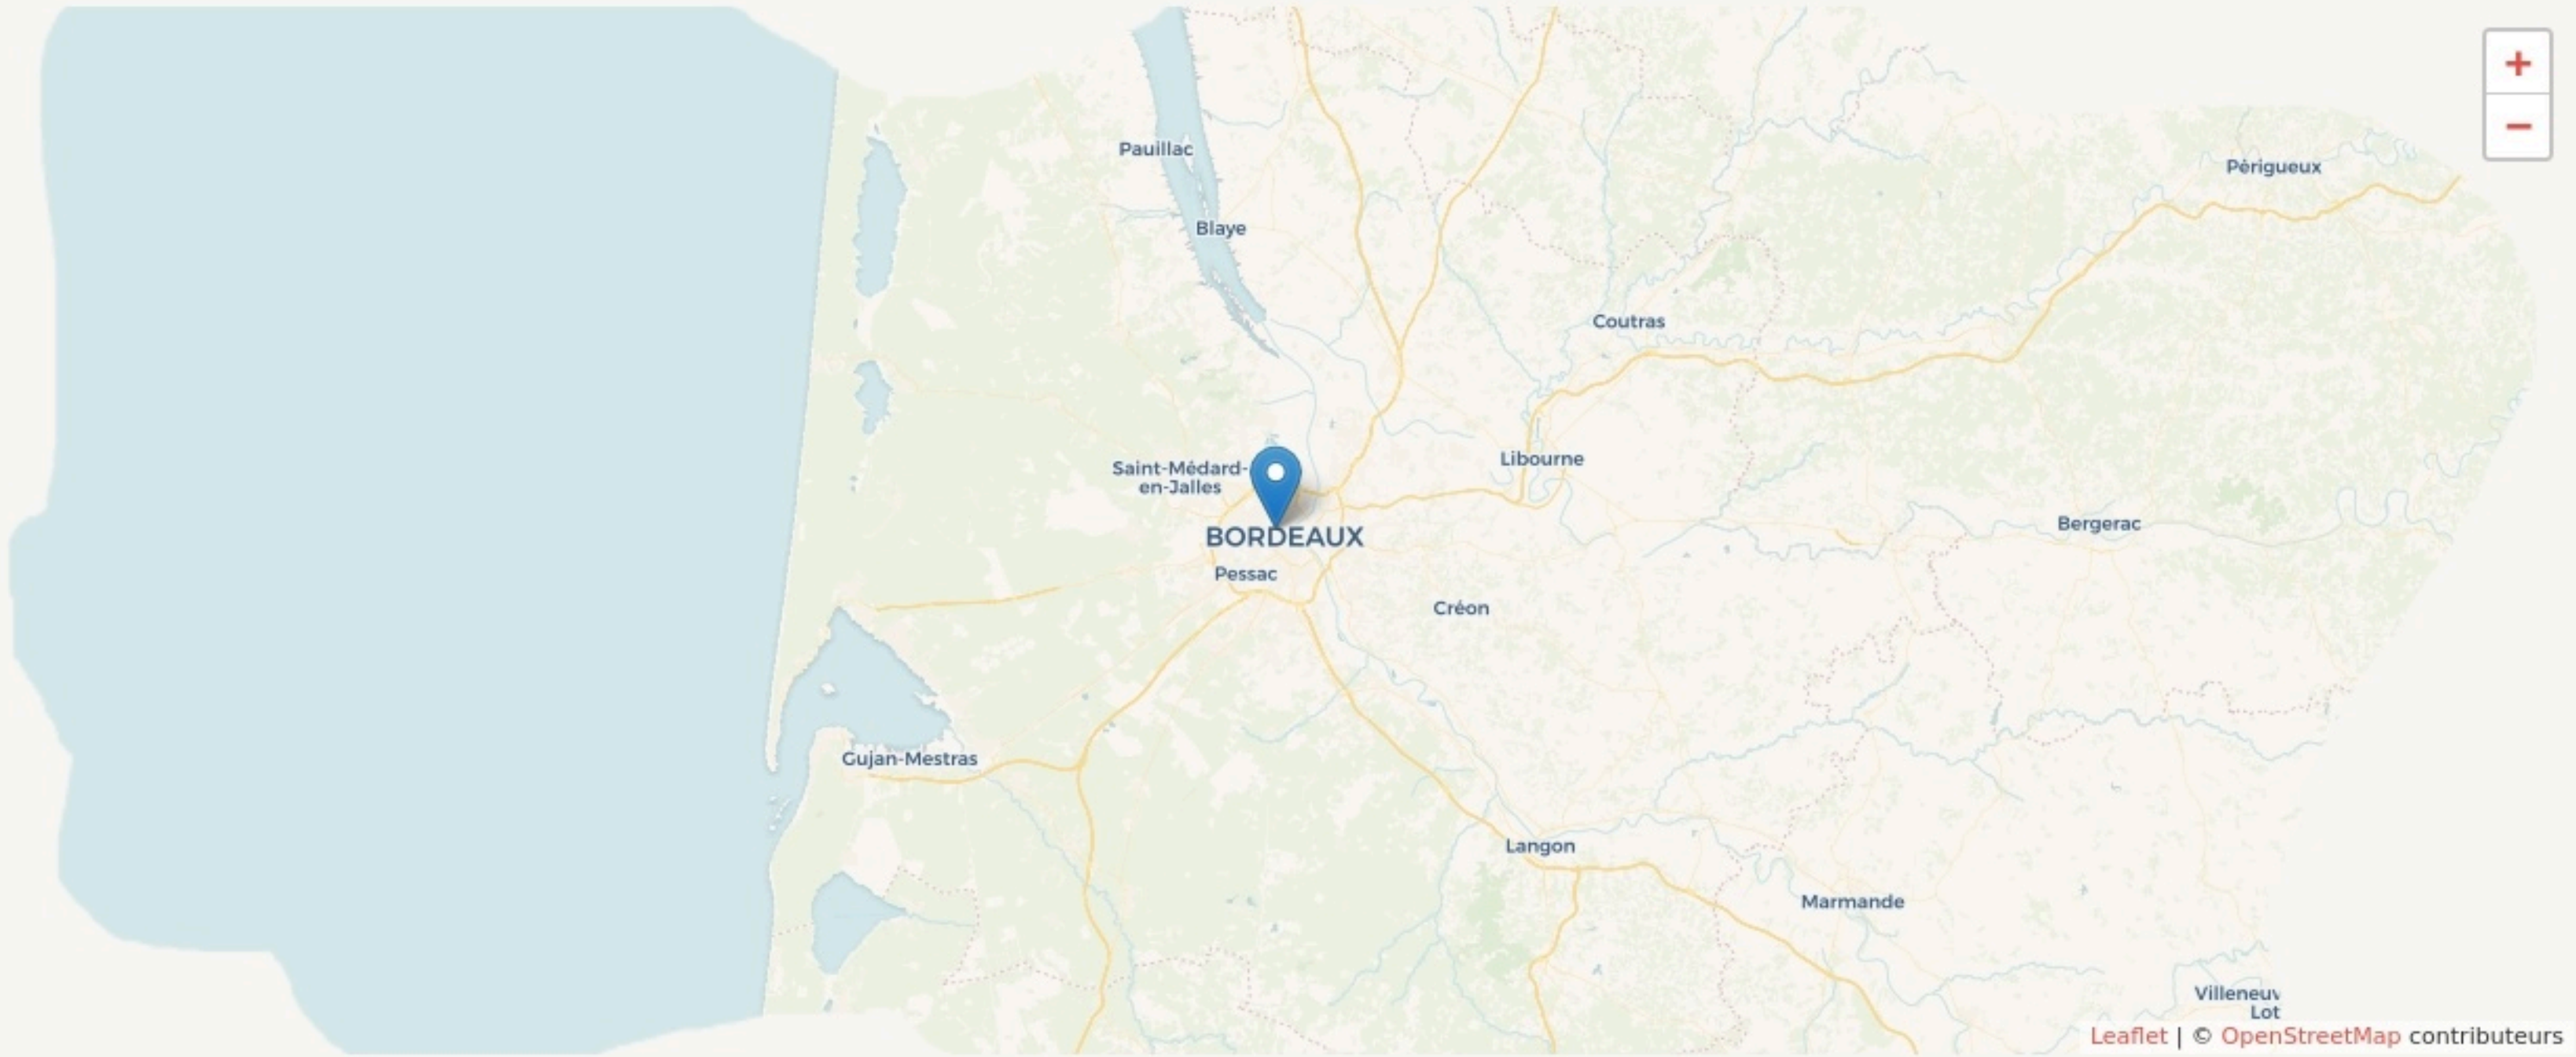 +
−
Pauillac
Périgueux
Blaye
Coutras
Libourne
Saint-Médard-
en-Jalles
Bergerac
BORDEAUX
Pessac
Créon
Gujan-Mestras
Langon
Marmande
Villeneuv
Lot
Leaflet | © OpenStreetMap contributeurs